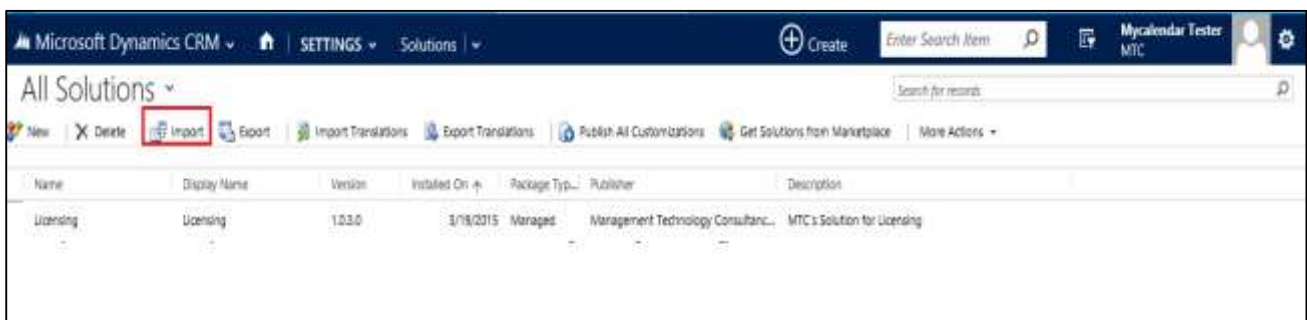 Microsoft Dynamics CRM SETTINGS Solutions Create Enter Search Item Mycalendar Tester
MTC
All Solutions Search for records
New Delete Import Export Import Translations Export Translations Publish All Customizations Get Solutions from Marketplace More Actions
Name Display Name Version Installed On Package Typ... Publisher Description
Licensing Licensing 1.0.3.0 3/19/2015 Managed Management Technology Consultanc... MTC's Solution for Licensing